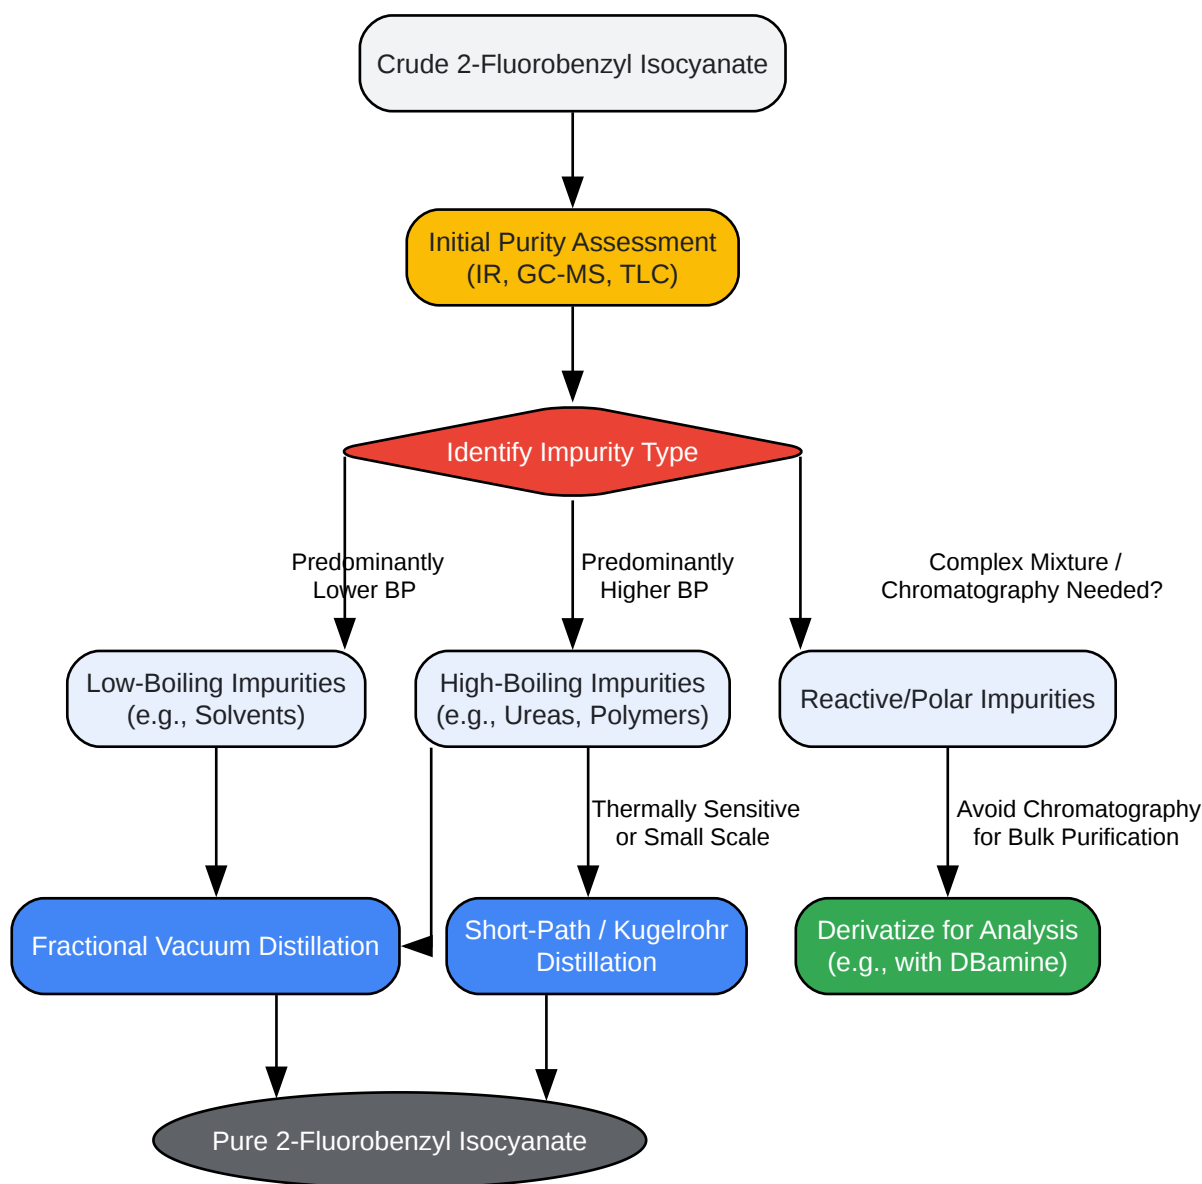 Crude 2-Fluorobenzyl Isocyanate
Initial Purity Assessment
(IR, GC-MS, TLC)
Identify Impurity Type
Predominantly
Lower BP
Predominantly
Higher BP
Complex Mixture /
Chromatography Needed?
Low-Boiling Impurities
(e.g., Solvents)
High-Boiling Impurities
(e.g., Ureas, Polymers)
Reactive/Polar Impurities
Thermally Sensitive
or Small Scale
Avoid Chromatography
for Bulk Purification
Fractional Vacuum Distillation
Short-Path / Kugelrohr
Distillation
Derivatize for Analysis
(e.g., with DBamine)
Pure 2-Fluorobenzyl Isocyanate